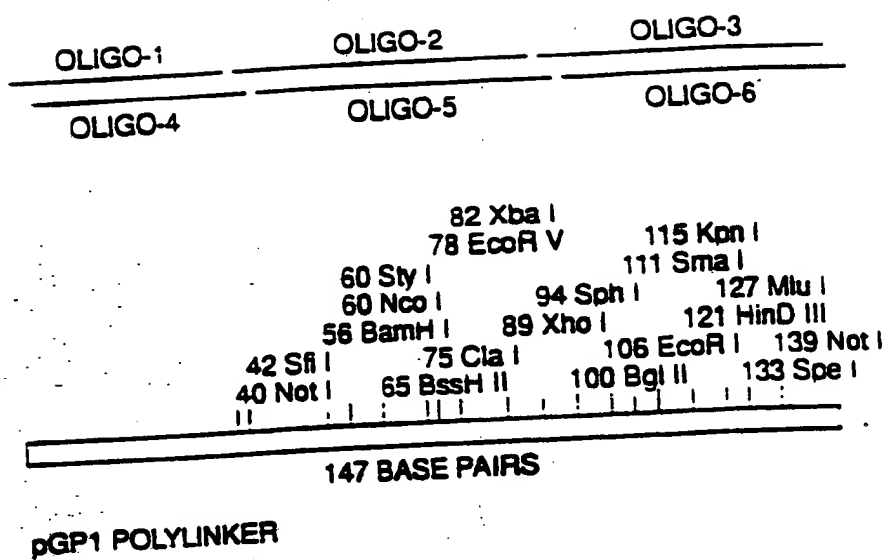 OLIGO-1 OLIGO-2 OLIGO-3
OLIGO-4 OLIGO-5 OLIGO-6
82 Xba I
78 EcoR V 115 Kpn I
60 Sty I 111 Sma I
60 Nco I 94 Sph I 127 Mlu I
56 BamH I 89 Xho I 121 HinD III
42 Sfi I 75 Cla I 106 EcoR I 139 Not I
40 Not I 65 BssH II 100 Bgl II 133 Spe I
147 BASE PAIRS
pGP1 POLYLINKER